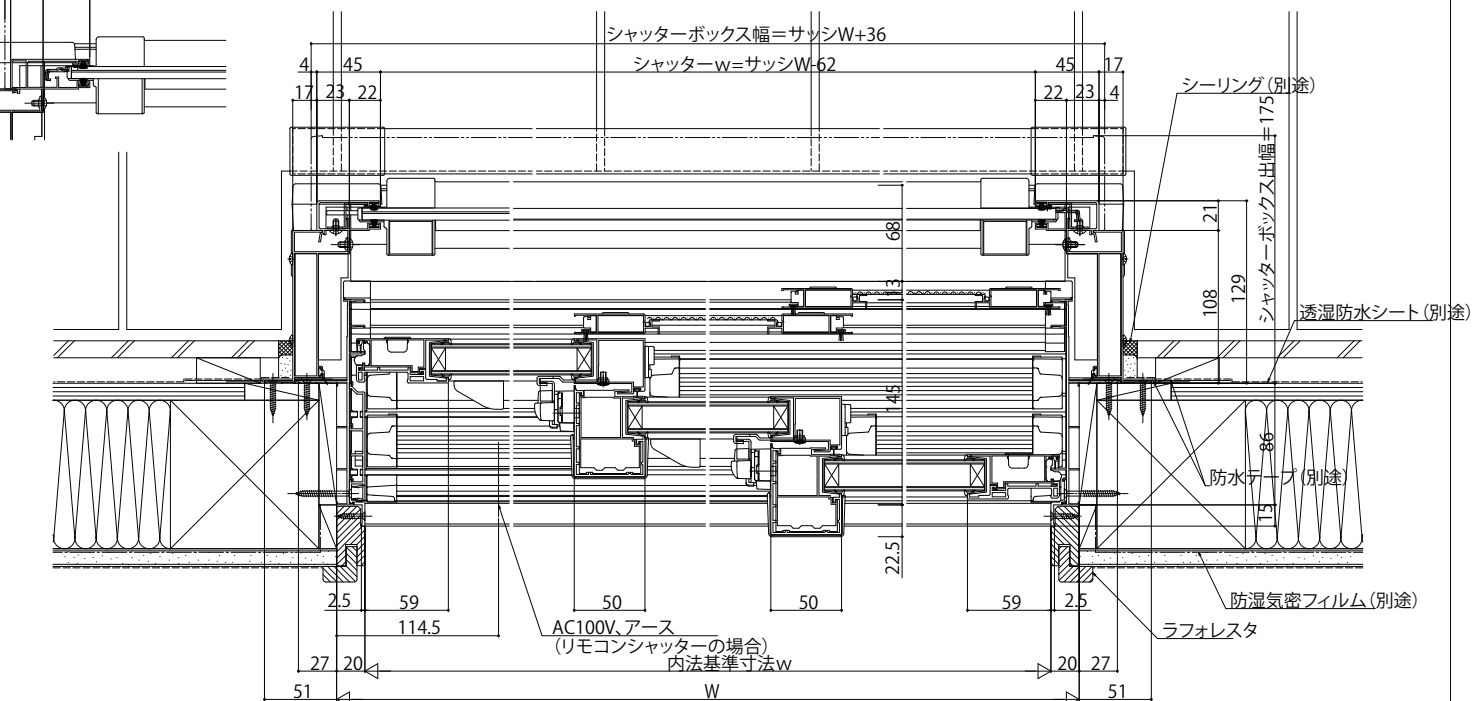 シャッターボックス幅＝サッシW+36
4 45 シャッターw=サッシW-62 45 17
17 23 22 22 23 4
シーリング（別途）
シャッターボックス出幅＝175
21
68
129
108
13
透湿防水シート（別途）
145
86
防水テープ（別途）
15
22.5
2.5 59 50 50 59 2.5
防湿気密フィルム（別途）
114.5
AC100V、アース
(リモコンシャッターの場合)
ラフォレスタ
27 20 内法基準寸法w 20 27
51 W 51